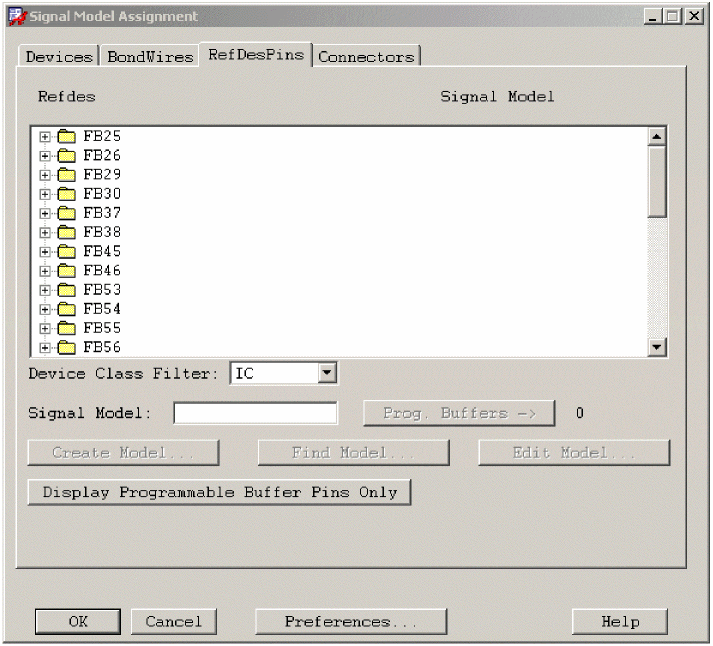 Signal Model Assignment
Devices BondWires RefDesPins Connectors
Refdes Signal Model
FB25
FB26
FB29
FB30
FB37
FB38
FB45
FB46
FB53
FB54
FB55
FB56
Device Class Filter: IC
Signal Model: Prog. Buffers -> 0
Create Model... Find Model... Edit Model...
Display Programmable Buffer Pins Only
OK Cancel Preferences... Help